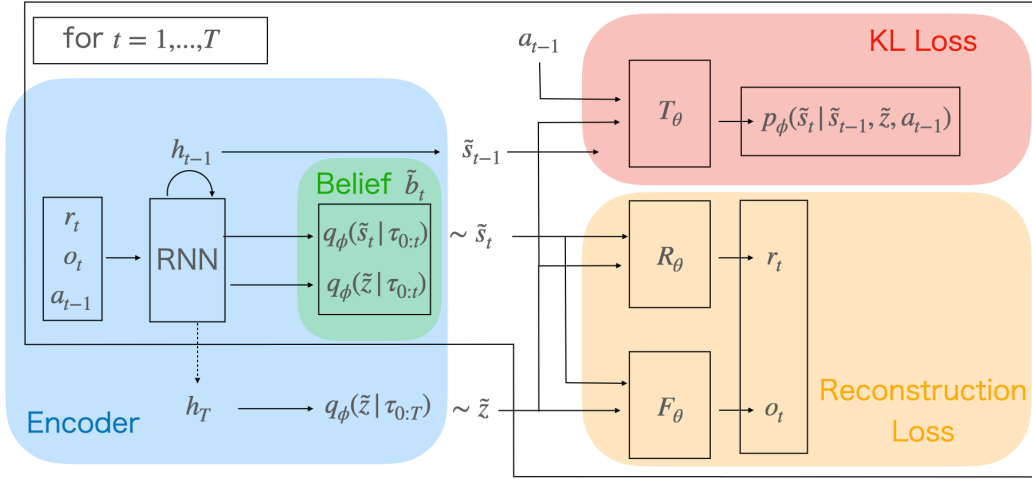 for t = 1,...,T
KL Loss
a_{t−1}
T_θ
p_ϕ(s̃_t | s̃_{t−1}, z̃, a_{t−1})
h_{t−1}
s̃_{t−1}
Belief b̃_t
r_t
o_t
a_{t−1}
RNN
q_ϕ(s̃_t | τ_{0:t})
∼ s̃_t
q_ϕ(z̃ | τ_{0:t})
R_θ
r_t
h_T
q_ϕ(z̃ | τ_{0:T})
∼ z̃
F_θ
o_t
Encoder
Reconstruction
Loss